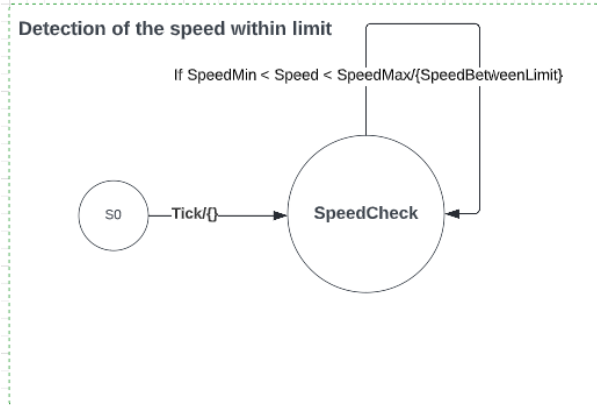 Detection of the speed within limit
If SpeedMin < Speed < SpeedMax/{SpeedBetweenLimit}
S0
Tick/{}
SpeedCheck